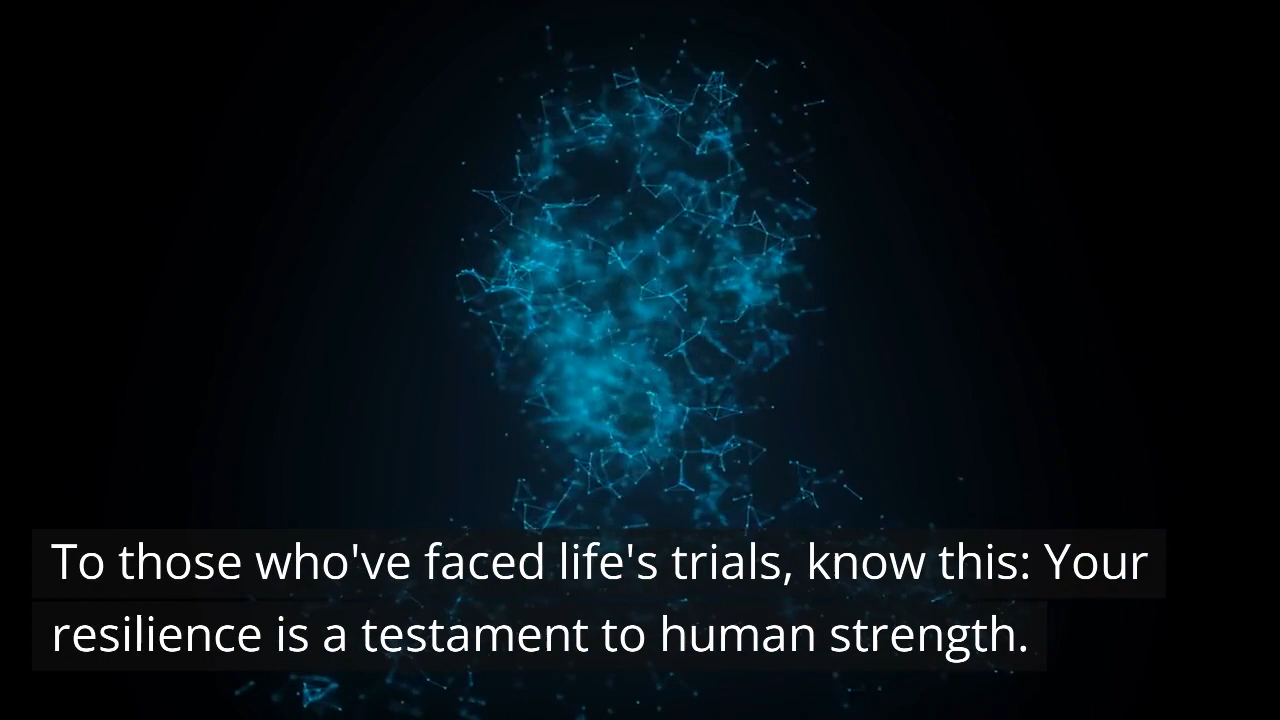 To those who've faced life's trials, know this: Your
resilience is a testament to human strength.